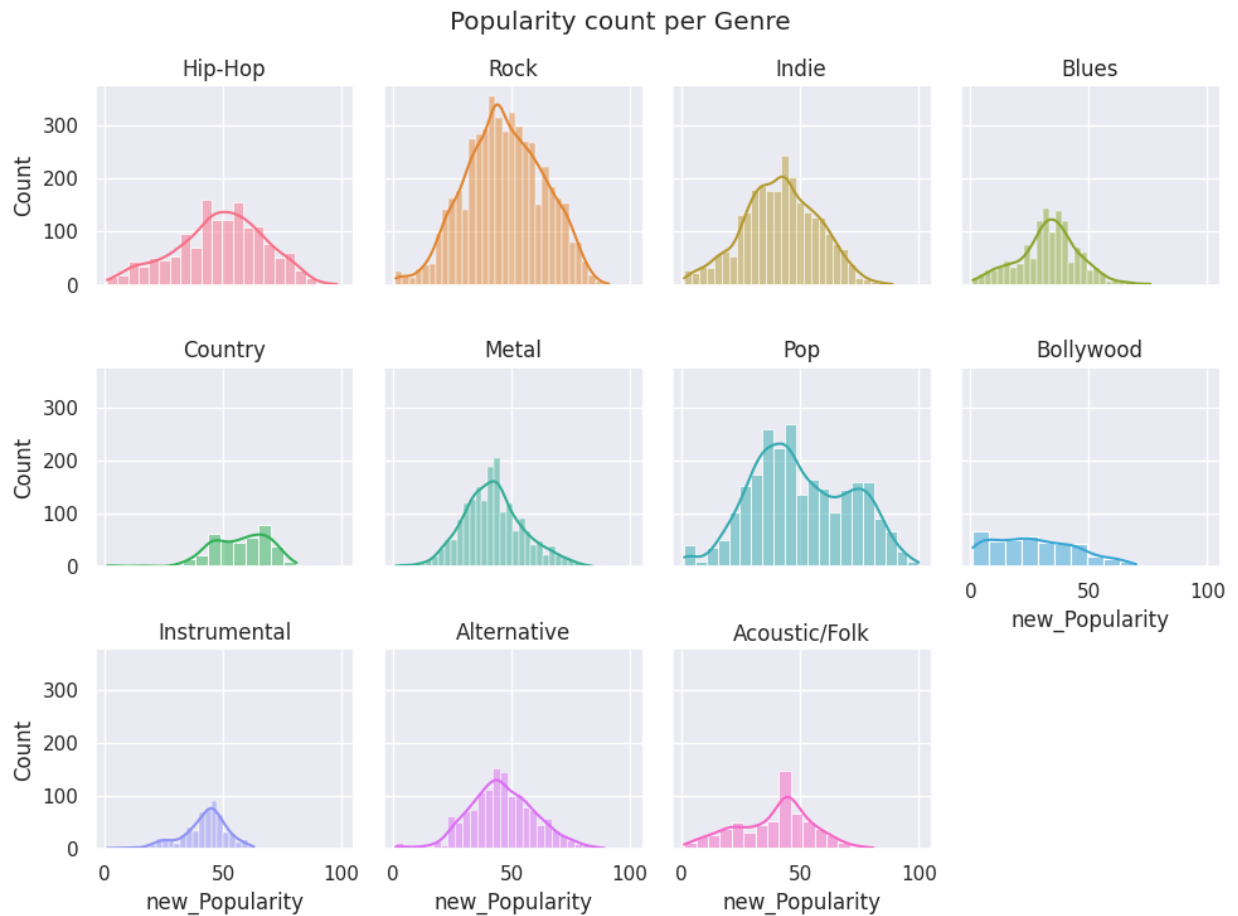 Popularity count per Genre
Hip-Hop
Rock
Indie
Blues
300
200
100
0
Count
Country
Metal
Pop
Bollywood
300
200
100
0
Count
0 50 100
new_Popularity
Instrumental
Alternative
Acoustic/Folk
300
200
100
0
Count
0 50 100
0 50 100
0 50 100
new_Popularity
new_Popularity
new_Popularity